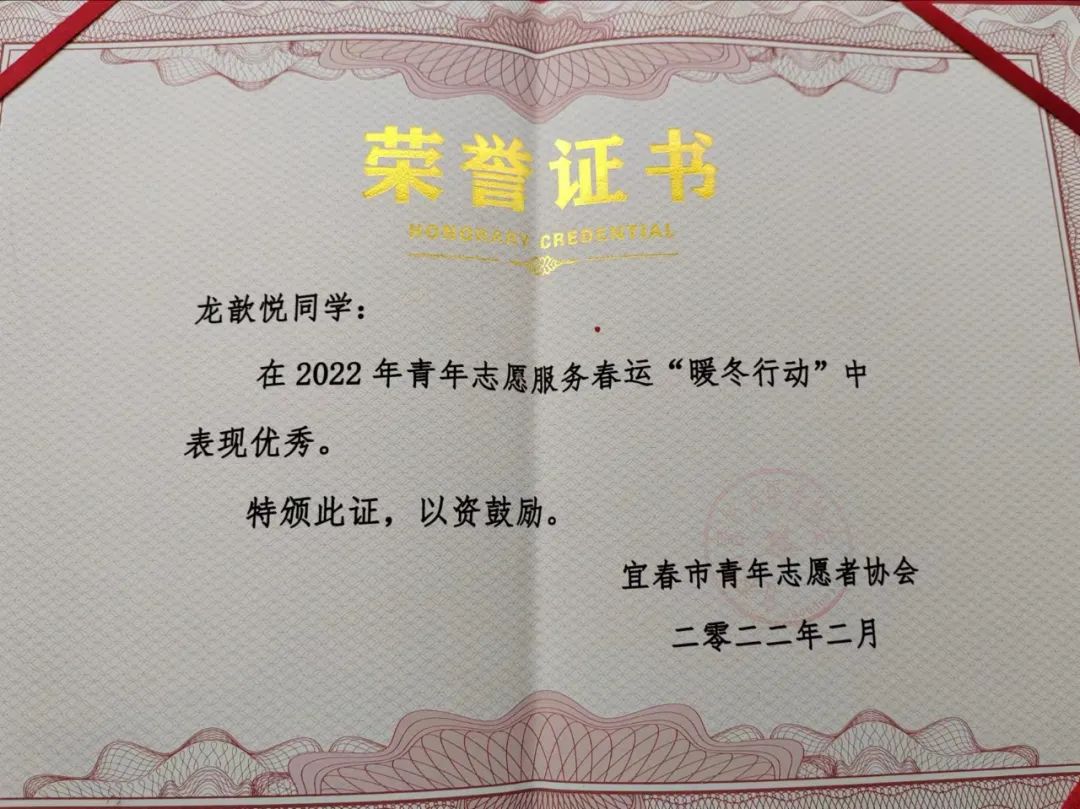 荣誉证书
HONORARY CREDENTIAL
龙歆悦同学：
在2022年青年志愿服务春运“暖冬行动”中
表现优秀。
特颁此证，以资鼓励。
宜春市青年志愿者协会
二零二二年二月